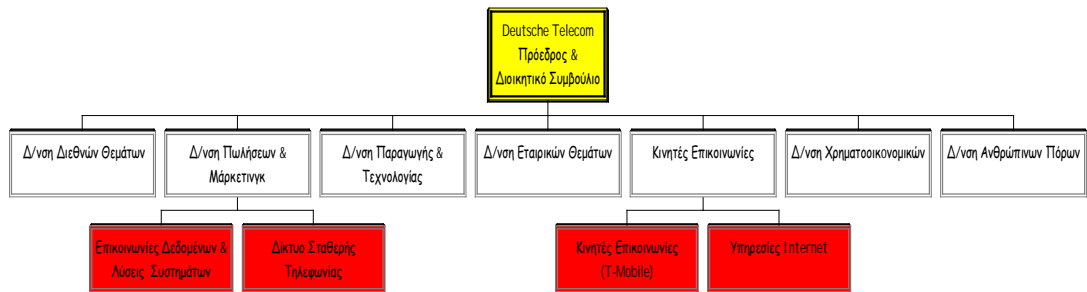 Deutsche Telecom
Πρόεδρος &
Διοικητικό Συμβούλιο
Δ/νση Διεθνών Θεμάτων
Δ/νση Πωλήσεων &
Μάρκετινγκ
Δ/νση Παραγωγής &
Τεχνολογίας
Δ/νση Εταιρικών Θεμάτων
Κινητές Επικοινωνίες
Δ/νση Χρηματοοικονομικών
Δ/νση Ανθρώπινων Πόρων
Επικοινωνίες Δεδομένων &
Λύσεις Συστημάτων
Δίκτυο Σταθερής
Τηλεφωνίας
Κινητές Επικοινωνίες
(T-Mobile)
Υπηρεσίες Internet